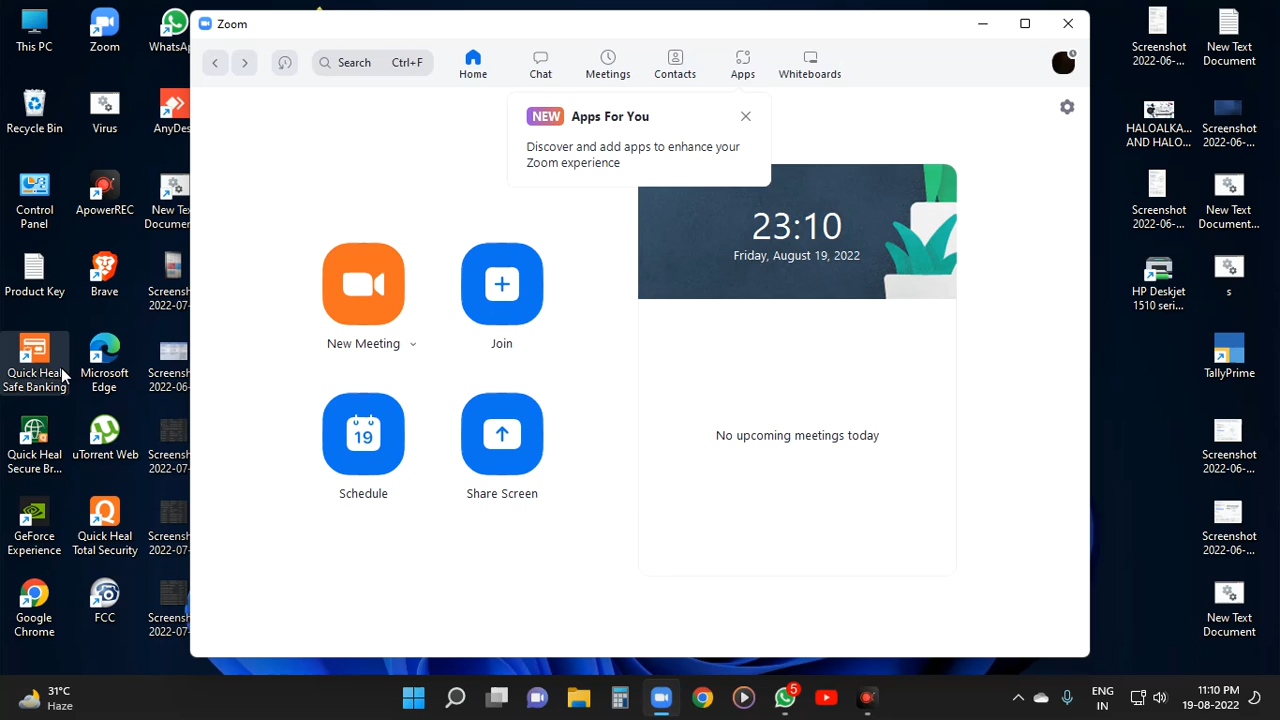 This PC
Zoom
WhatsAp
Recycle Bin
Virus
AnyDes
Control
Panel
ApowerREC
New Tex
Documen
Product Key
Brave
Screensh
2022-07-
Quick Heal
Safe Banking
Microsoft
Edge
Screensh
2022-06-
Quick Heal
Secure Br...
uTorrent Web
Screensh
2022-07-
GeForce
Experience
Quick Heal
Total Security
Screensh
2022-07-
Google
Chrome
FCC
Screensh
2022-07-
Zoom
Search Ctrl+F
Home
Chat
Meetings
Contacts
Apps
Whiteboards
NEW Apps For You
Discover and add apps to enhance your
Zoom experience
23:10
Friday, August 19, 2022
New Meeting
Join
19
Schedule
Share Screen
No upcoming meetings today
Screenshot
2022-06-...
New Text
Document
HALOALKA...
AND HALO...
Screenshot
2022-06-...
Screenshot
2022-06-...
New Text
Document...
HP Deskjet
1510 seri...
s
TallyPrime
Screenshot
2022-06-...
Screenshot
2022-06-...
New Text
Document
31°C
Haze
5
ENG
IN
11:10 PM
19-08-2022